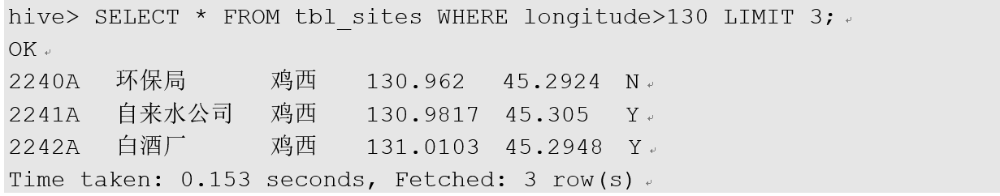 hive> SELECT * FROM tbl_sites WHERE longitude>130 LIMIT 3;
OK
2240A 环保局 鸡西 130.962 45.2924 N
2241A 自来水公司 鸡西 130.9817 45.305 Y
2242A 白酒厂 鸡西 131.0103 45.2948 Y
Time taken: 0.153 seconds, Fetched: 3 row(s)